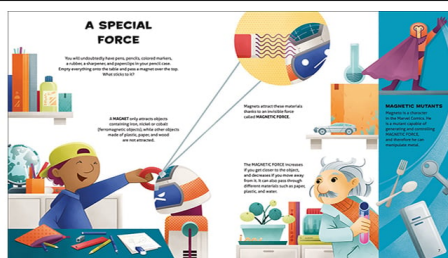 A SPECIAL
FORCE
You will undoubtedly have pens, pencils, colored markers,
a rubber, a sharpener, and paperclips in your pencil case.
Empty everything onto the table and pass a magnet over the top.
What sticks to it?
A MAGNET only attracts objects
containing iron, nickel or cobalt
(ferromagnetic objects), while other objects
made of plastic, paper, and wood
are not attracted.
Magnets attract these materials
thanks to an invisible force
called MAGNETIC FORCE.
The MAGNETIC FORCE increases
if you get closer to the object,
and decreases if you move away
from it. It can also pass through
different materials such as paper,
plastic, and water.
MAGNETIC MUTANTS
Magneto is a character
in the Marvel Comics. He
is a mutant capable of
generating and controlling
MAGNETIC FORCE,
and therefore he can
manipulate metal.